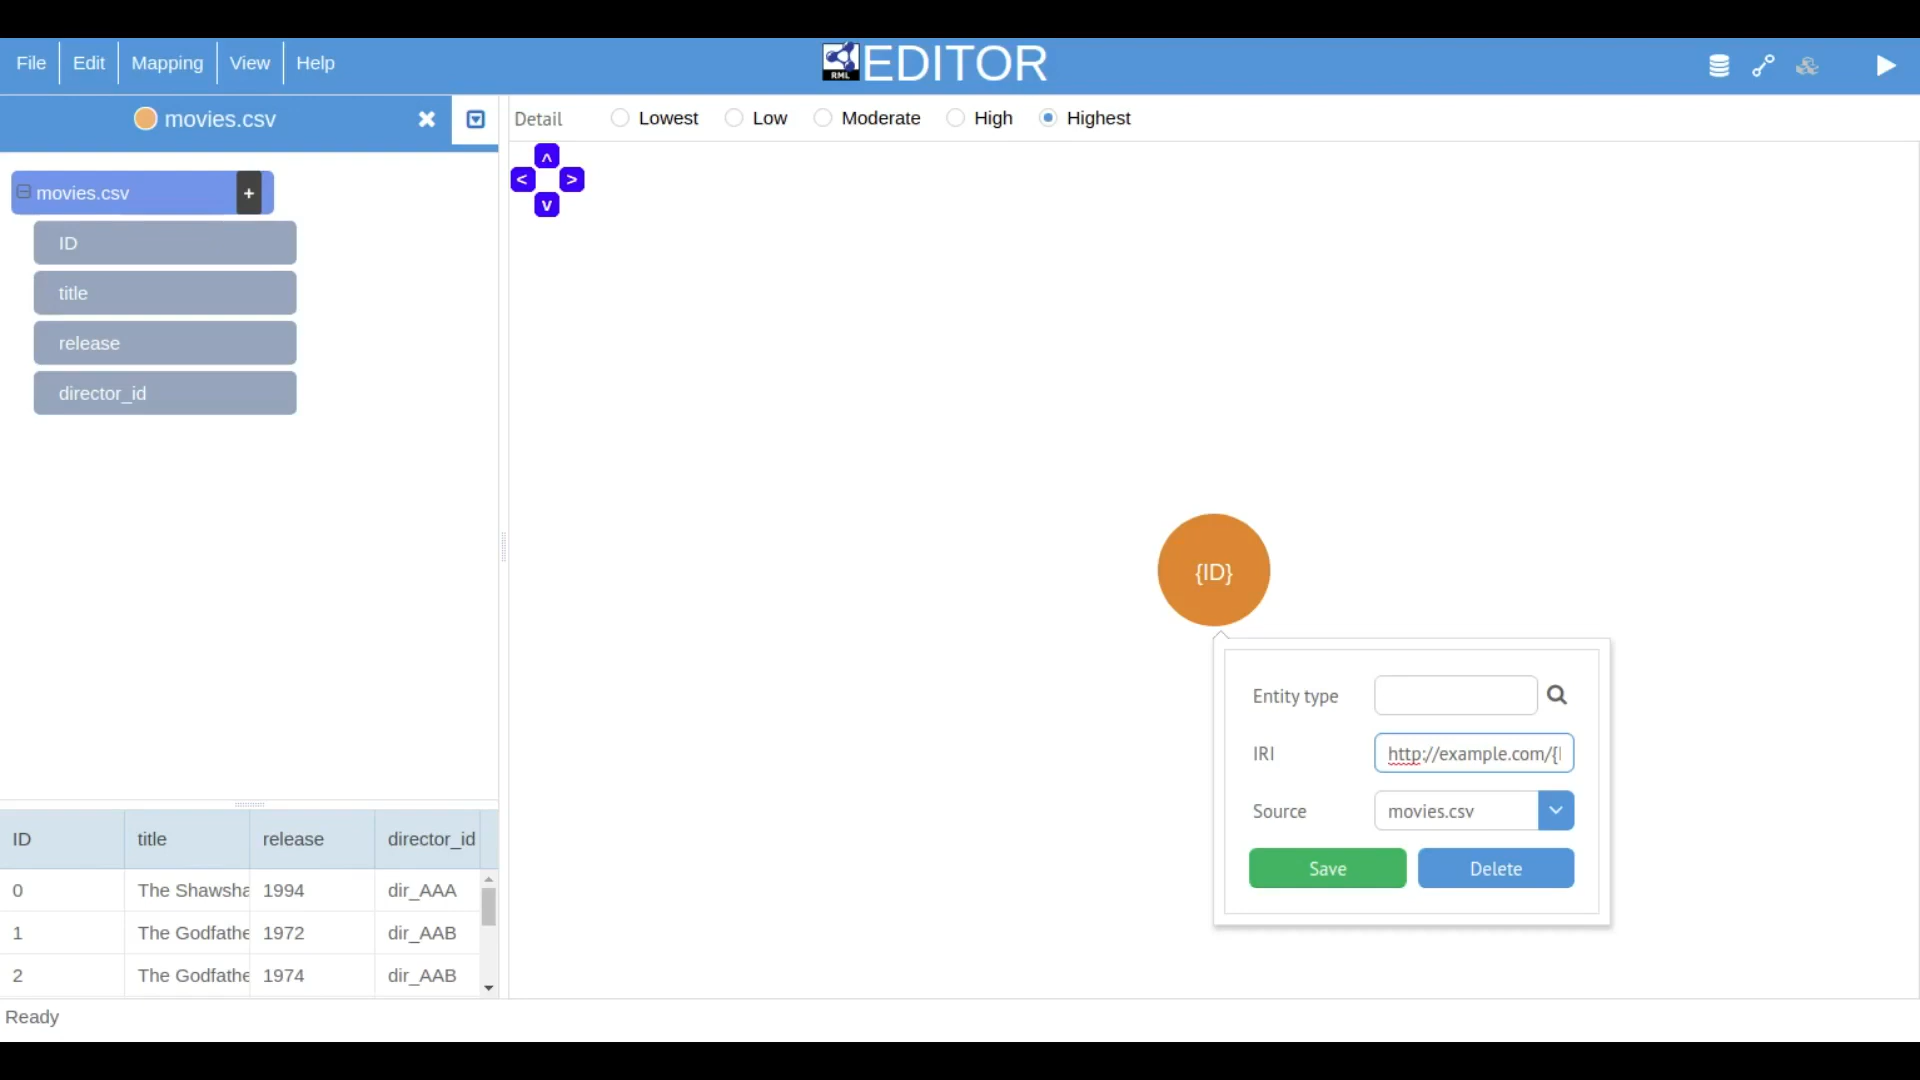 File Edit Mapping View Help
RML EDITOR
movies.csv
Detail Lowest Low Moderate High Highest
^
< >
v
movies.csv +
ID
title
release
director_id
{ID}
Entity type
IRI http://example.com/{I
Source movies.csv
Save Delete
ID title release director_id
0 The Shawsha 1994 dir_AAA
1 The Godfathe 1972 dir_AAB
2 The Godfathe 1974 dir_AAB
Ready